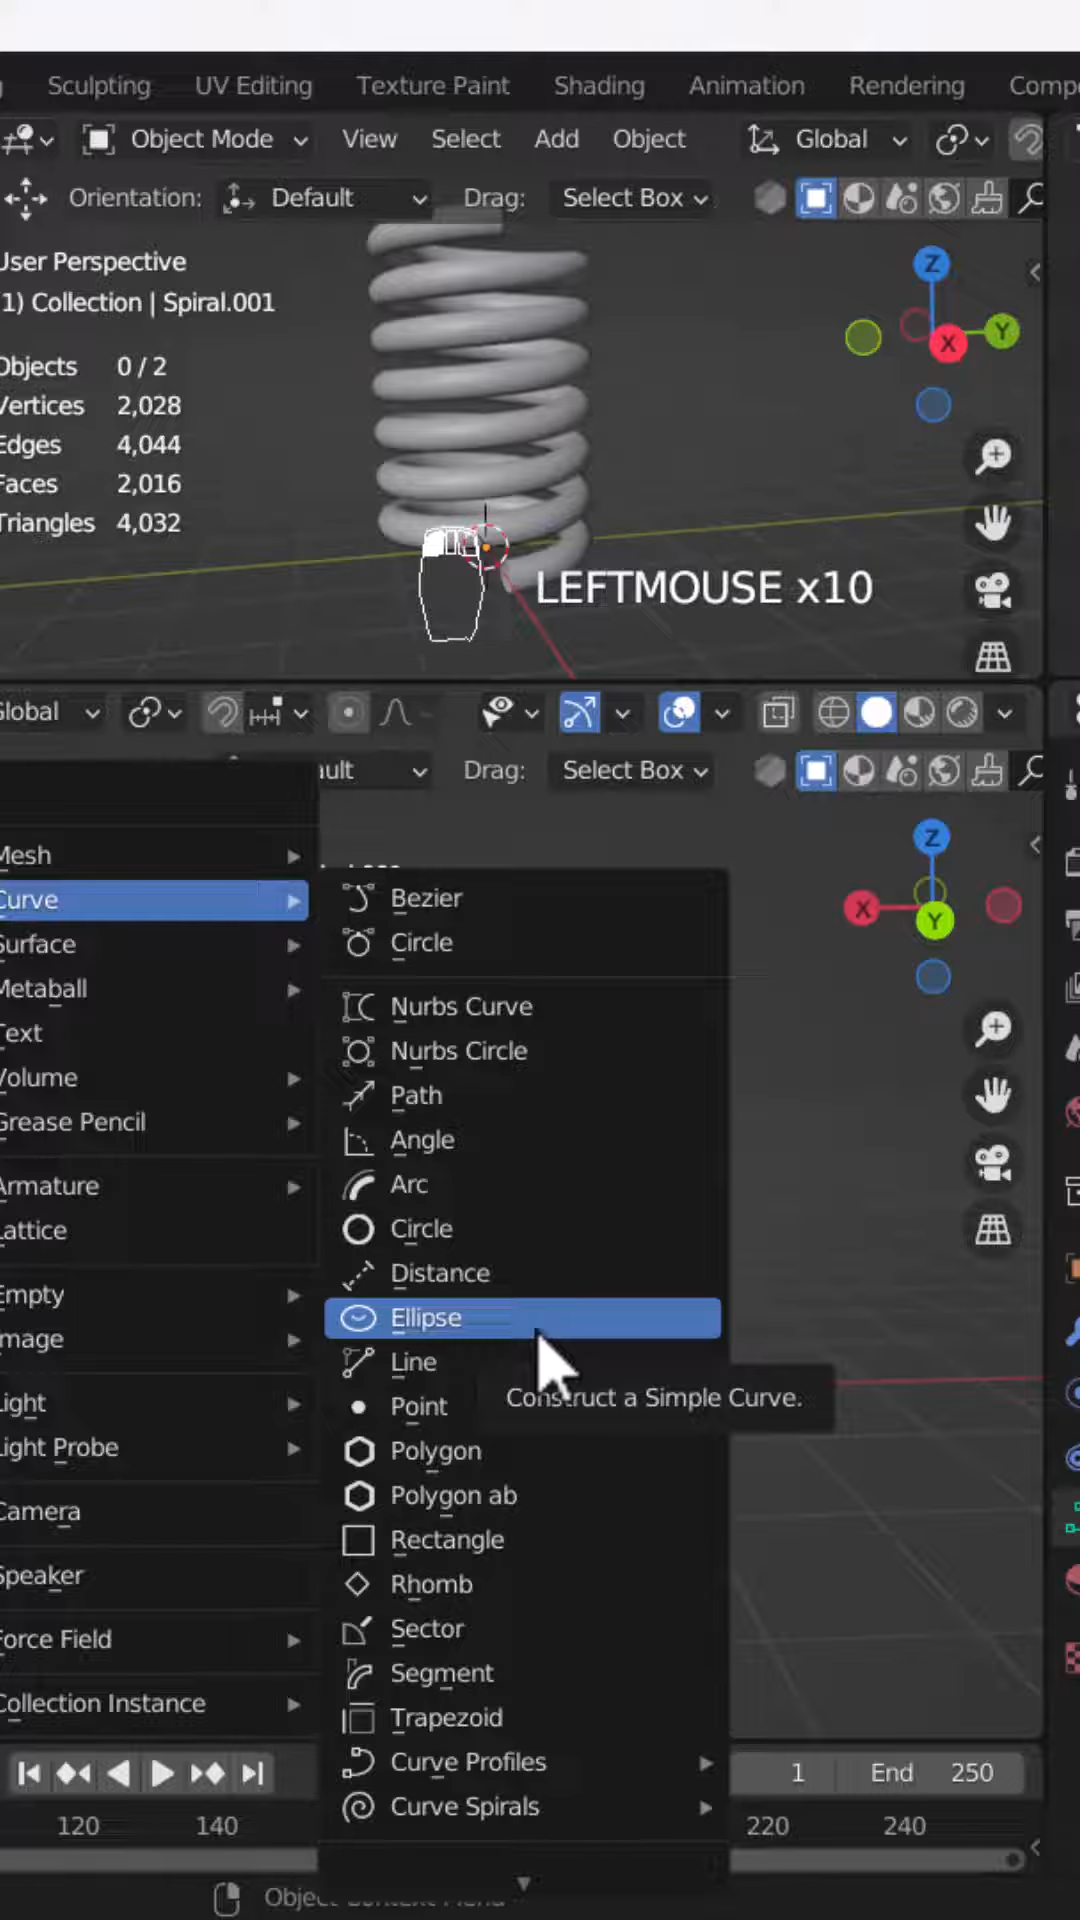 Sculpting UV Editing Texture Paint Shading Animation Rendering
Object Mode View Select Add Object Global
Orientation: Default Drag: Select Box
User Perspective
1) Collection | Spiral.001
Objects 0 / 2
Vertices 2,028
Edges 4,044
Faces 2,016
Triangles 4,032
Z
Y
X
LEFTMOUSE x10
Global
ault Drag: Select Box
Z
X
Y
Mesh
Curve
Surface
Metaball
Text
Volume
Grease Pencil
Armature
Lattice
Empty
Image
Light
Light Probe
Camera
Speaker
Force Field
Collection Instance
Bezier
Circle
Nurbs Curve
Nurbs Circle
Path
Angle
Arc
Circle
Distance
Ellipse
Line
Point
Polygon
Polygon ab
Rectangle
Rhomb
Sector
Segment
Trapezoid
Curve Profiles
Curve Spirals
Construct a Simple Curve.
1 End 250
120 140 220 240
Object Context Menu